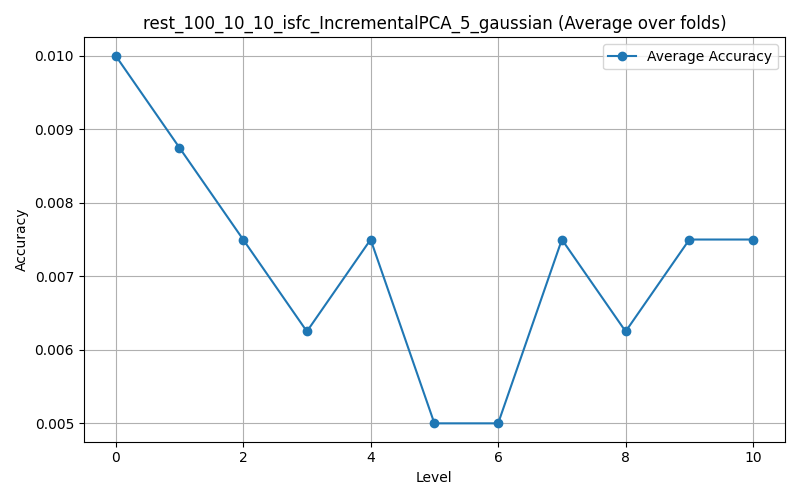 rest_100_10_10_isfc_IncrementalPCA_5_gaussian (Average over folds)
Average Accuracy
0.010
0.009
0.008
0.007
0.006
0.005
Accuracy
0 2 4 6 8 10
Level